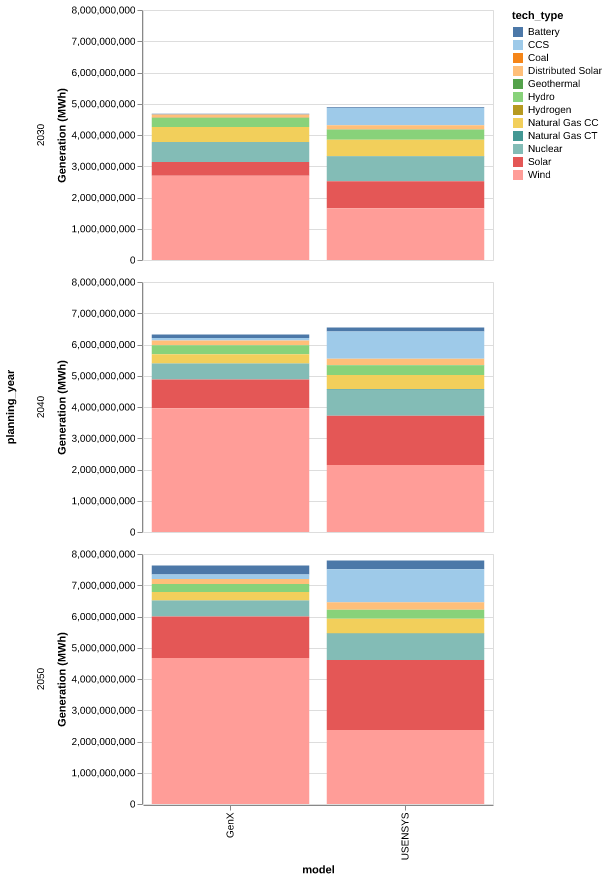 tech_type
Battery
CCS
Coal
Distributed Solar
Geothermal
Hydro
Hydrogen
Natural Gas CC
Natural Gas CT
Nuclear
Solar
Wind
planning_year
2030
Generation (MWh)
8,000,000,000
7,000,000,000
6,000,000,000
5,000,000,000
4,000,000,000
3,000,000,000
2,000,000,000
1,000,000,000
0
2040
Generation (MWh)
8,000,000,000
7,000,000,000
6,000,000,000
5,000,000,000
4,000,000,000
3,000,000,000
2,000,000,000
1,000,000,000
0
2050
Generation (MWh)
8,000,000,000
7,000,000,000
6,000,000,000
5,000,000,000
4,000,000,000
3,000,000,000
2,000,000,000
1,000,000,000
0
GenX
USENSYS
model